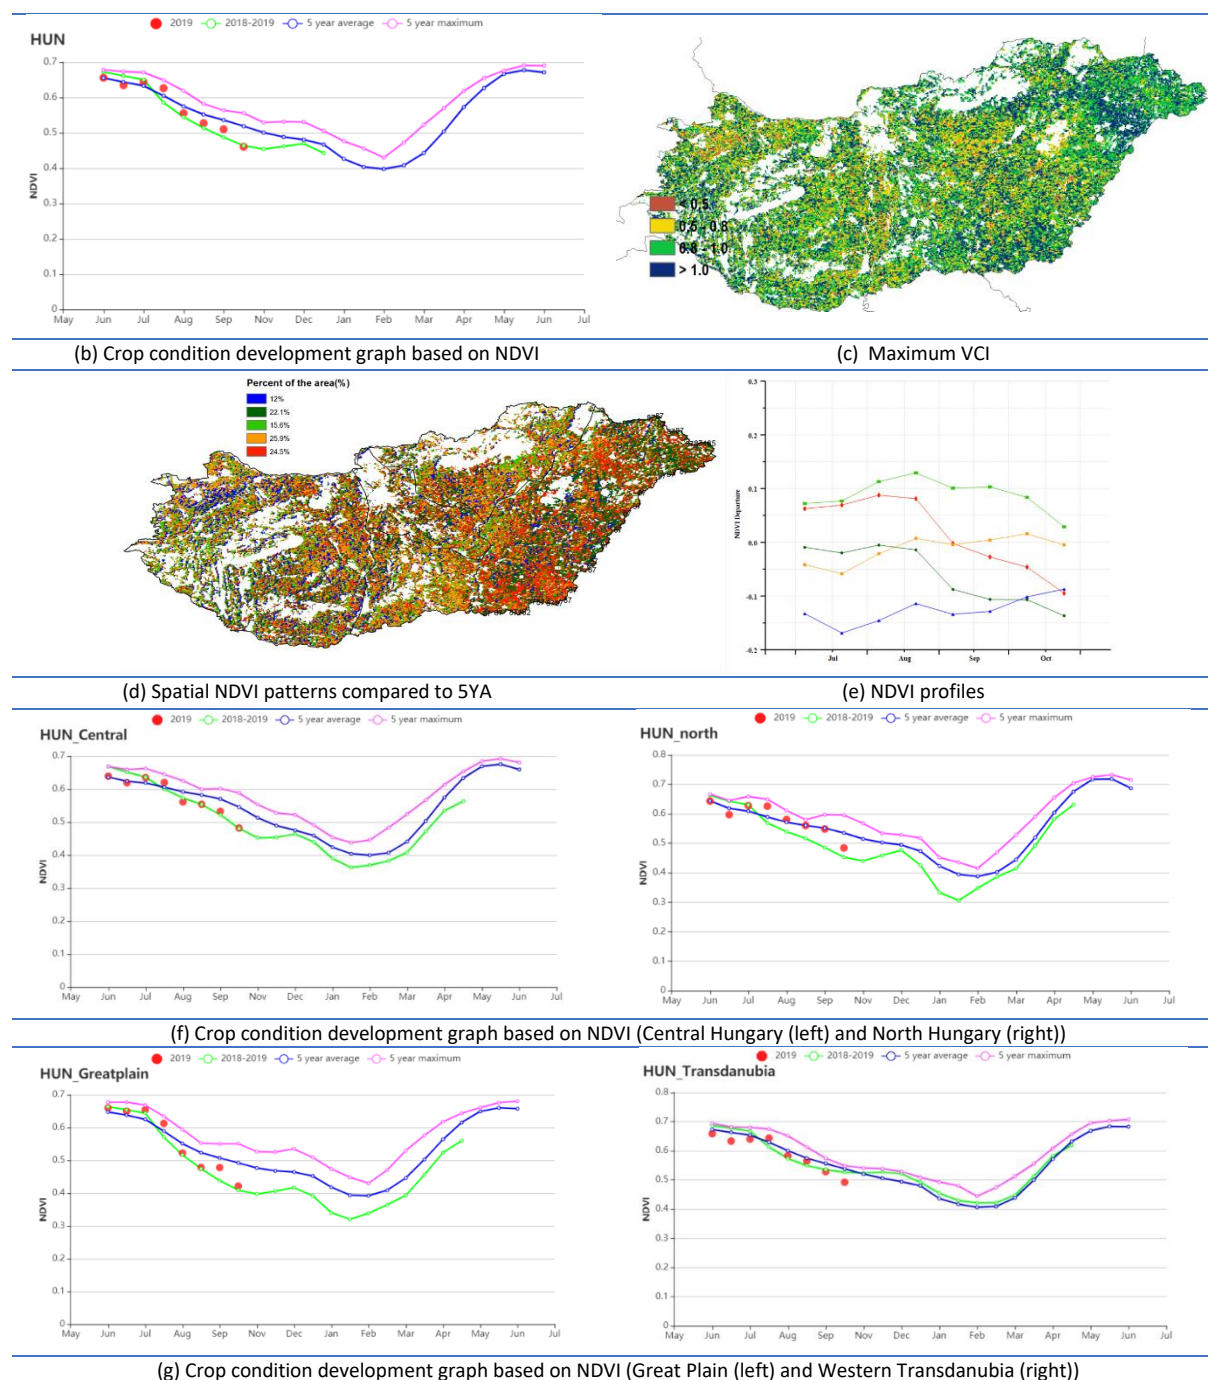 2019 2018-2019 5 year average 5 year maximum
HUN
NDVI
0.7
0.6
0.5
0.4
0.3
0.2
0.1
0
May Jun Jul Aug Sep Oct Nov Dec Jan Feb Mar Apr May Jun Jul
< 0.5
0.5 - 0.8
0.8 - 1.0
> 1.0
(b) Crop condition development graph based on NDVI
(c) Maximum VCI
Percent of the area(%)
12%
22.1%
15.6%
25.9%
24.5%
NDVI Departure
0.3
0.2
0.1
0.0
-0.1
-0.2
Jul Aug Sep Oct
(d) Spatial NDVI patterns compared to 5YA
(e) NDVI profiles
2019 2018-2019 5 year average 5 year maximum
HUN_Central
NDVI
0.7
0.6
0.5
0.4
0.3
0.2
0.1
0
May Jun Jul Aug Sep Nov Dec Jan Feb Mar Apr May Jun Jul
2019 2018-2019 5 year average 5 year maximum
HUN_north
NDVI
0.8
0.7
0.6
0.5
0.4
0.3
0.2
0.1
0
May Jun Jul Aug Sep Nov Dec Jan Feb Mar Apr May Jun Jul
(f) Crop condition development graph based on NDVI (Central Hungary (left) and North Hungary (right))
2019 2018-2019 5 year average 5 year maximum
HUN_Greatplain
NDVI
0.7
0.6
0.5
0.4
0.3
0.2
0.1
0
May Jun Jul Aug Sep Nov Dec Jan Feb Mar Apr May Jun Jul
2019 2018-2019 5 year average 5 year maximum
HUN_Transdanubia
NDVI
0.8
0.7
0.6
0.5
0.4
0.3
0.2
0.1
0
May Jun Jul Aug Sep Nov Dec Jan Feb Mar Apr May Jun Jul
(g) Crop condition development graph based on NDVI (Great Plain (left) and Western Transdanubia (right))